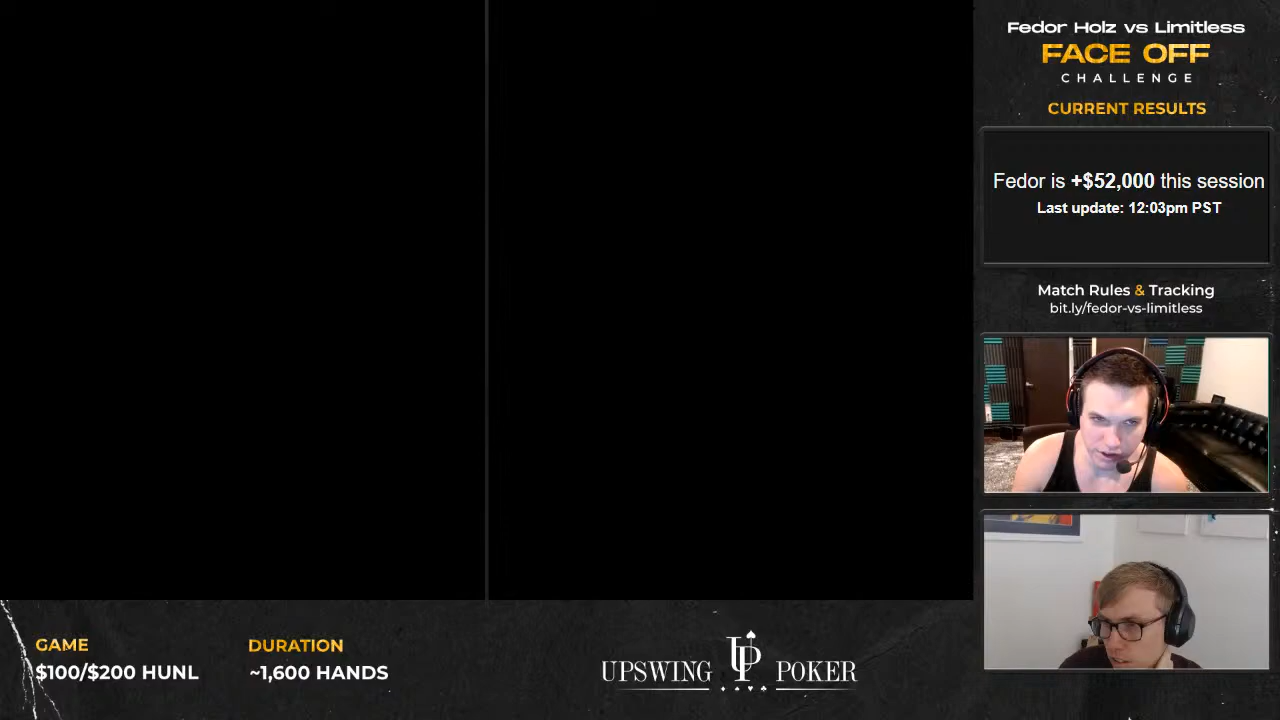 Fedor Holz vs Limitless
FACE OFF
CHALLENGE
CURRENT RESULTS
Fedor is +$52,000 this session
Last update: 12:03pm PST
Match Rules & Tracking
bit.ly/fedor-vs-limitless
GAME
$100/$200 HUNL
DURATION
~1,600 HANDS
UPSWING UP POKER